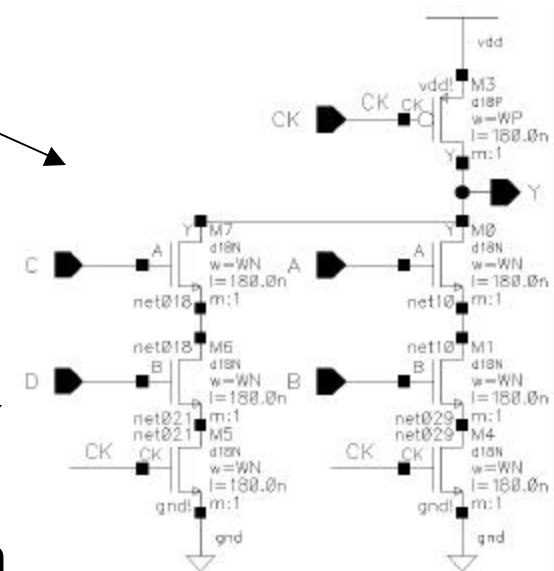 vdd
vdd! M3
d18P
CK CK CK w=WP
l=180.0n
Y m:1
Y
Y M7
d18N
C A w=WN
l=180.0n
net018 m:1
Y M0
d18N
A A w=WN
l=180.0n
net10 m:1
net018 M6
d18N
D B w=WN
l=180.0n
net021 m:1
net10 M1
d18N
B B w=WN
l=180.0n
net029 m:1
net021 M5
d18N
CK CK w=WN
l=180.0n
gnd! m:1
gnd
net029 M4
d18N
CK CK w=WN
l=180.0n
gnd! m:1
gnd